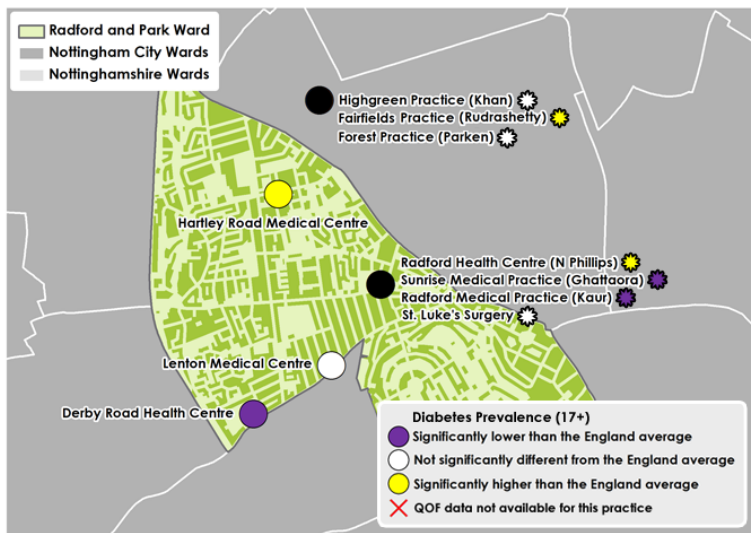 Radford and Park Ward
Nottingham City Wards
Nottinghamshire Wards
Highgreen Practice (Khan)
Fairfields Practice (Rudrashetty)
Forest Practice (Parken)
Hartley Road Medical Centre
Radford Health Centre (N Phillips)
Sunrise Medical Practice (Ghattaora)
Radford Medical Practice (Kaur)
St. Luke's Surgery
Lenton Medical Centre
Derby Road Health Centre
Diabetes Prevalence (17+)
Significantly lower than the England average
Not significantly different from the England average
Significantly higher than the England average
QOF data not available for this practice